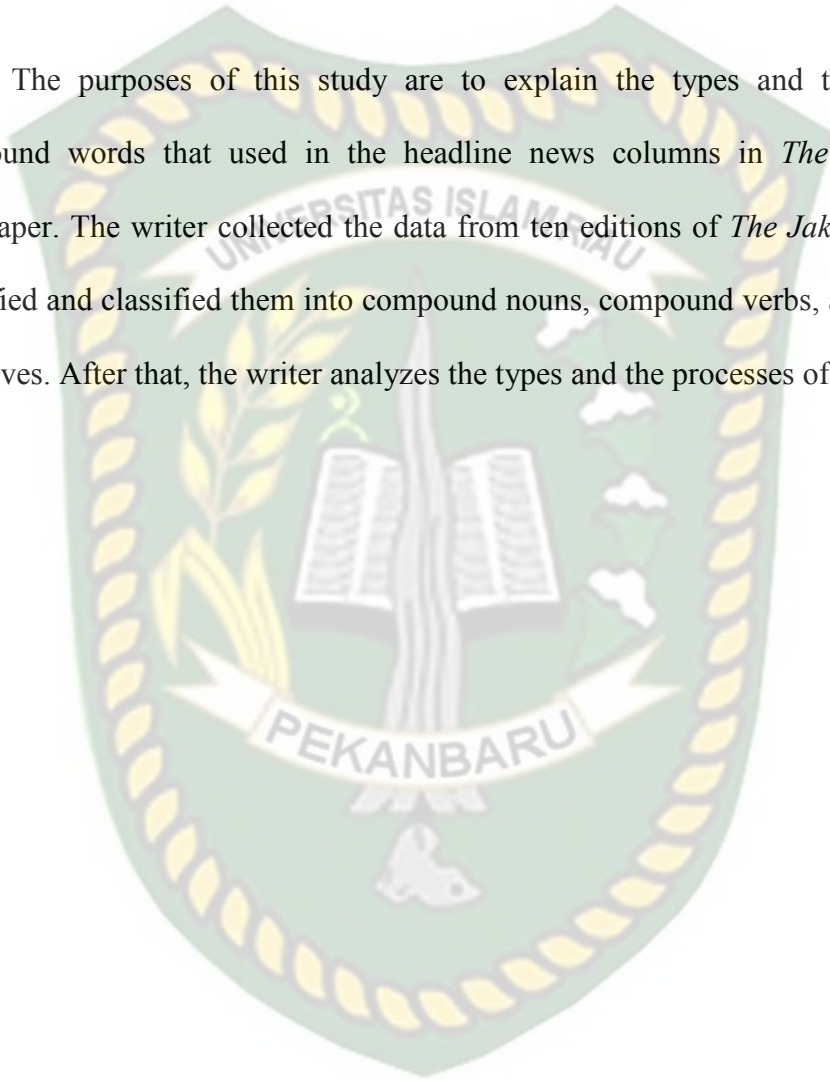 The purposes of this study are to explain the types and t
ound words that used in the headline news columns in The
aper. The writer collected the data from ten editions of The Jak
fied and classified them into compound nouns, compound verbs,
ves. After that, the writer analyzes the types and the processes of
UNIVERSITAS ISLAM RIAU
PEKANBARU